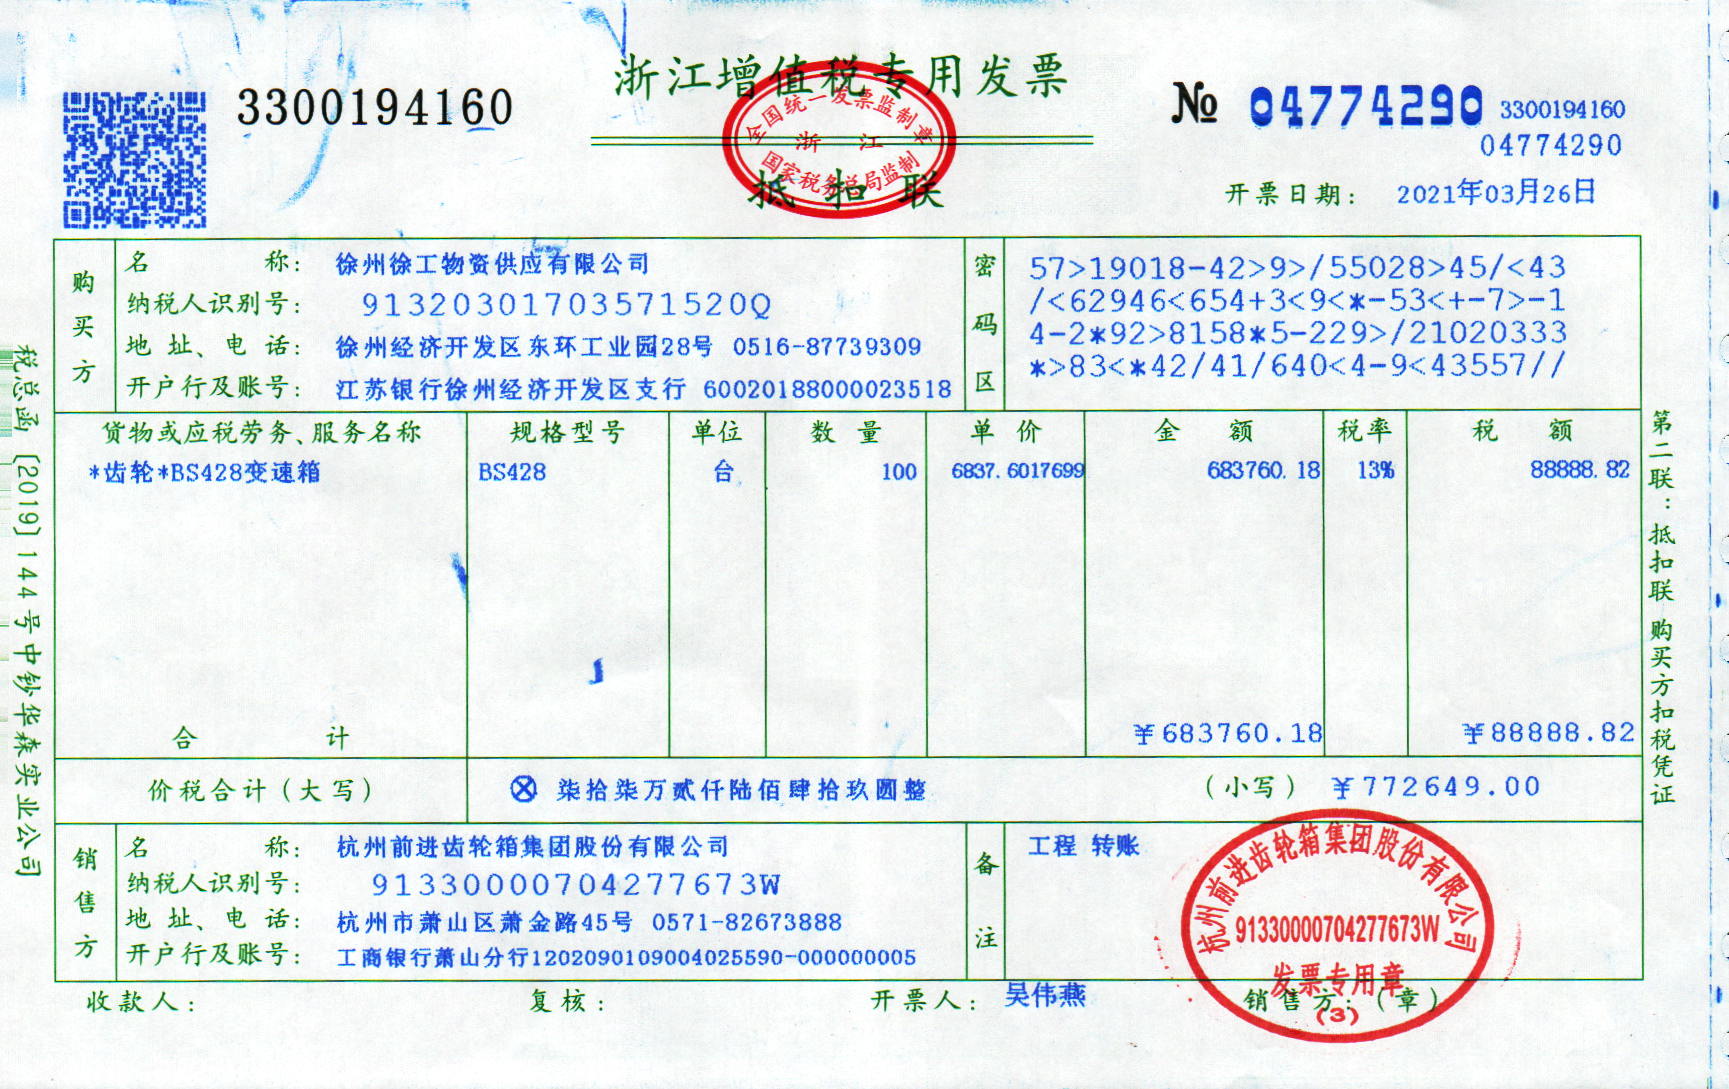 3300194160
浙江增值税专用发票
全国统一发票监制章
浙 江
国家税务总局监制
抵扣联
№ 04774290 3300194160
04774290
开票日期: 2021年03月26日
购买方
名 称: 徐州徐工物资供应有限公司
纳税人识别号: 91320301703571520Q
地 址、电 话: 徐州经济开发区东环工业园28号 0516-87739309
开户行及账号: 江苏银行徐州经济开发区支行 60020188000023518
密码区
57>19018-42>9>/55028>45/<43
/<62946<654+3<9<*-53<+-7>-1
4-2*92>8158*5-229>/21020333
*>83<*42/41/640<4-9<43557//
货物或应税劳务、服务名称 规格型号 单位 数 量 单 价 金 额 税率 税 额
*齿轮*BS428变速箱 BS428 台 100 6837.6017699 683760.18 13% 88888.82
合 计 ¥683760.18 ¥88888.82
价税合计(大写) ⊗ 柒拾柒万贰仟陆佰肆拾玖圆整 (小写) ¥772649.00
销售方
名 称: 杭州前进齿轮箱集团股份有限公司
纳税人识别号: 91330000704277673W
地 址、电 话: 杭州市萧山区萧金路45号 0571-82673888
开户行及账号: 工商银行萧山分行1202090109004025590-000000005
备注
工程 转账
杭州前进齿轮箱集团股份有限公司
91330000704277673W
发票专用章
(3)
收款人: 复核: 开票人: 吴伟燕 销售方:(章)
税总函[2019]144号中钞华森实业公司
第二联:抵扣联 购买方扣税凭证